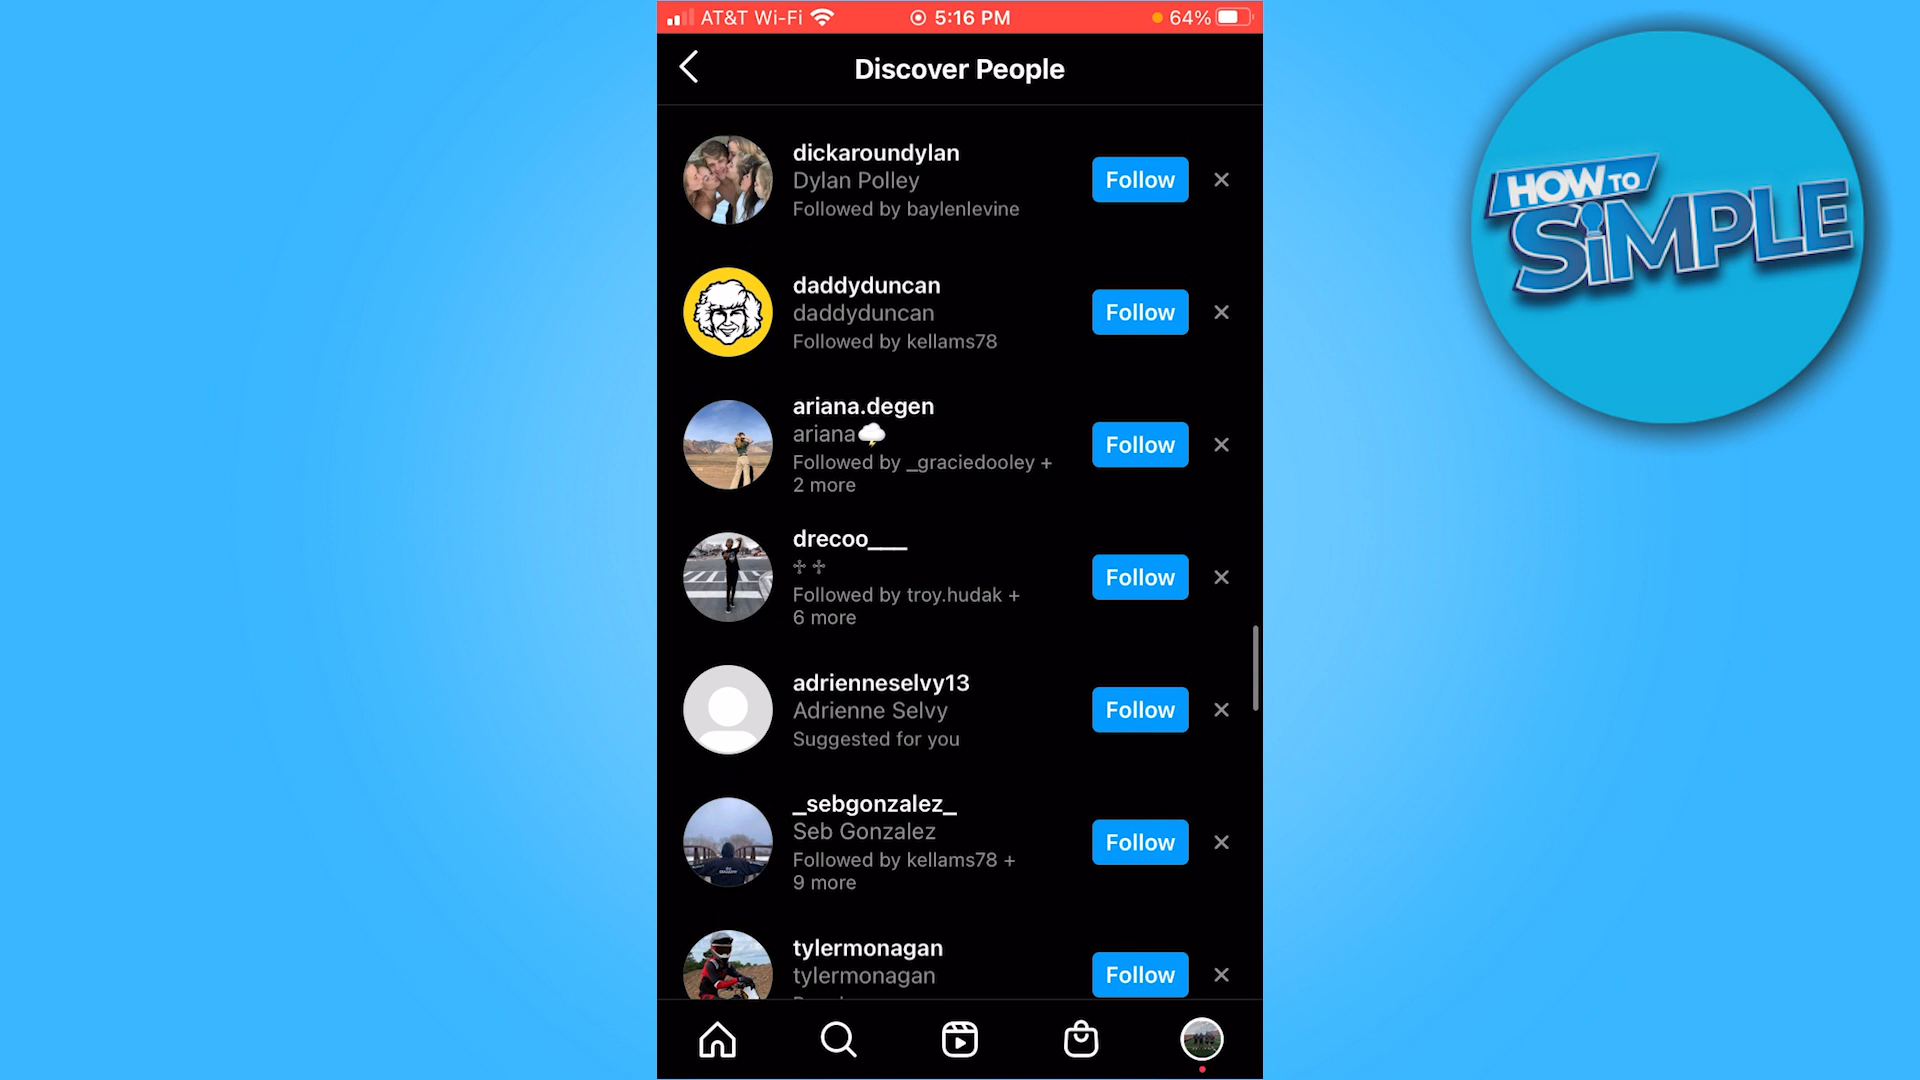 AT&T Wi-Fi 5:16 PM 64%
Discover People
HOW TO
SiMPLE
dickaroundylan
Dylan Polley
Followed by baylenlevine
Follow
daddyduncan
daddyduncan
Followed by kellams78
Follow
ariana.degen
ariana🌩️
Followed by _graciedooley +
2 more
Follow
drecoo___
♱ ♱
Followed by troy.hudak +
6 more
Follow
adrienneselvy13
Adrienne Selvy
Suggested for you
Follow
_sebgonzalez_
Seb Gonzalez
Followed by kellams78 +
9 more
Follow
tylermonagan
tylermonagan
Follow